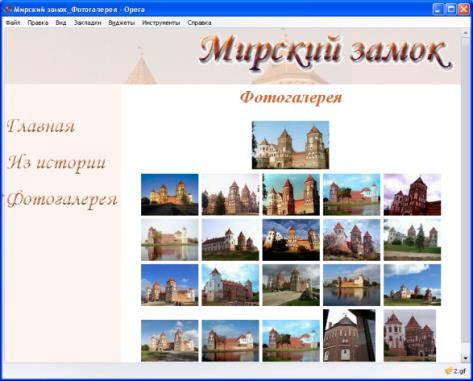 Мирский замок_Фотогалерея - Opera
Файл Правка Вид Закладки Виджеты Инструменты Справка
Мирский замок
Фотогалерея
Главная
Из истории
Фотогалерея
2.gif